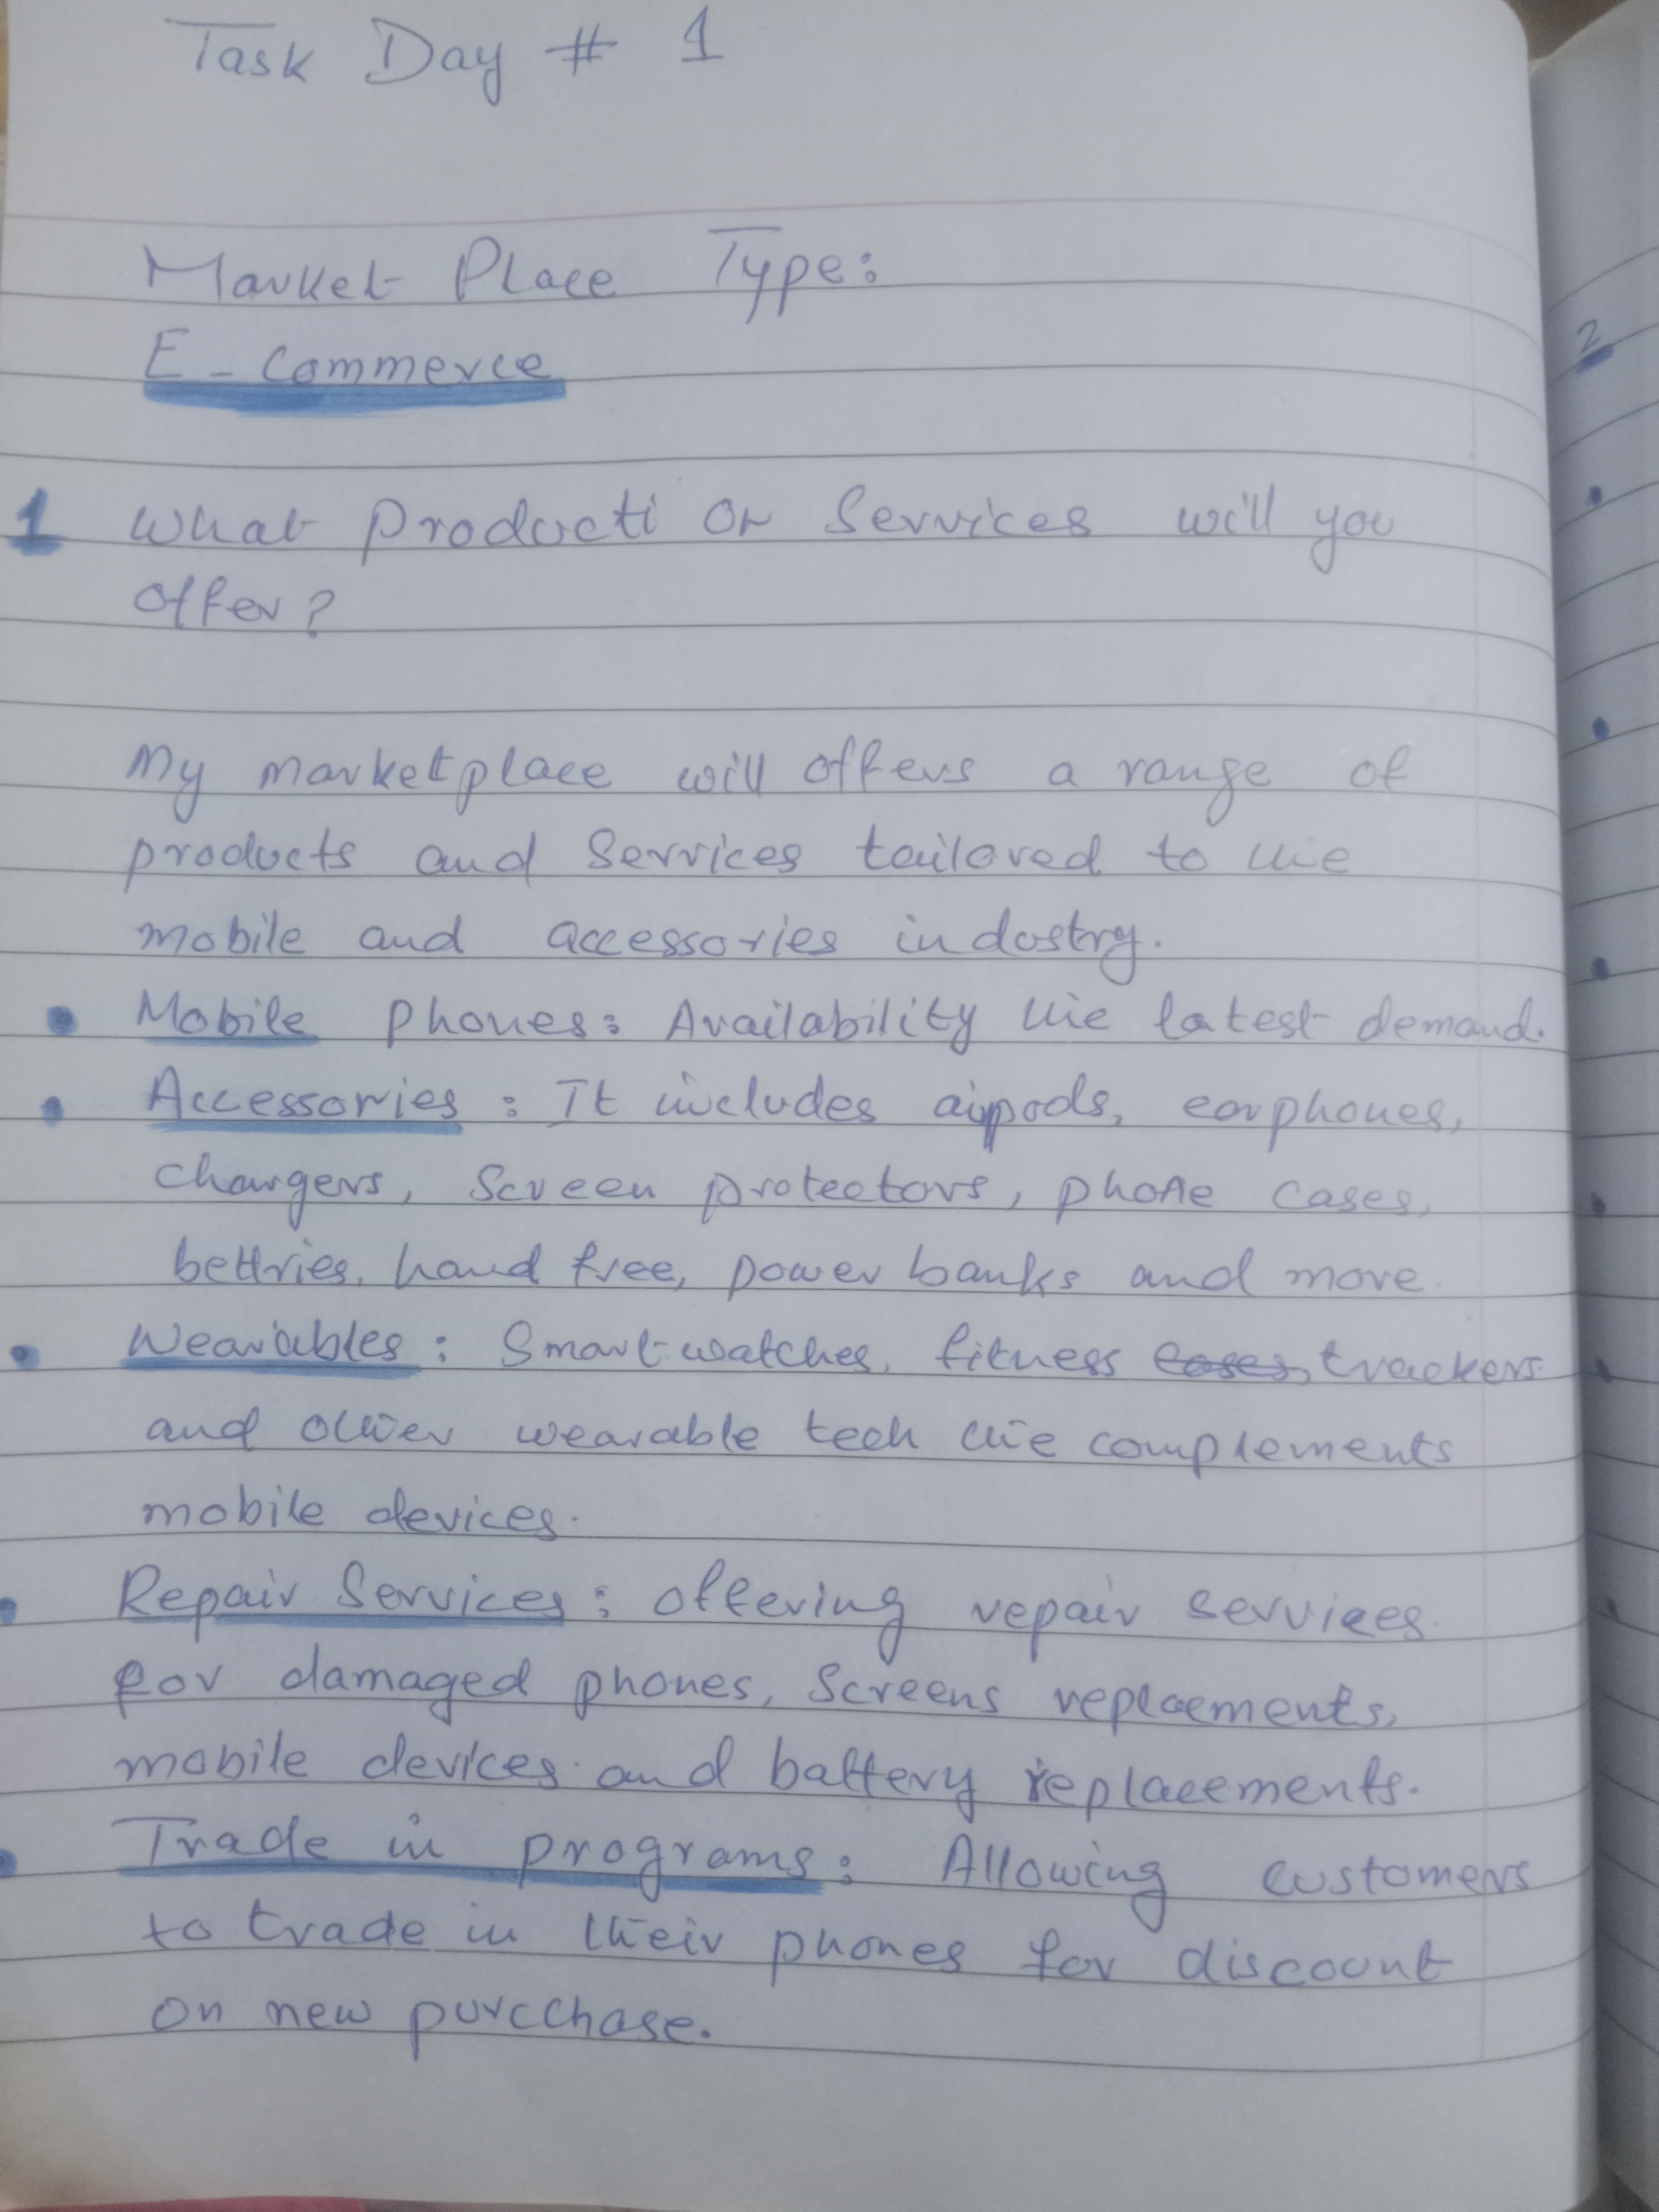 Task Day # 1
Market Place Type:
E - Commerce
1 What Producti or Services will you
offer?
My marketplace will offers a range of
products and Services tailored to the
mobile and accessories industry.
• Mobile phones: Availability the latest demand.
• Accessories : It includes airpods, earphones,
chargers, Screen protectors, phone cases,
bettries, hand free, power banks and more.
• Wearables : Smart-watches, fitness cases, trackers
and other wearable tech the complements
mobile devices.
• Repair Services : offering repair services
for damaged phones, Screens replcements,
mobile devices and battery replacements.
• Trade in programs : Allowing customers
to trade in their phones for discount
on new purcchase.
2